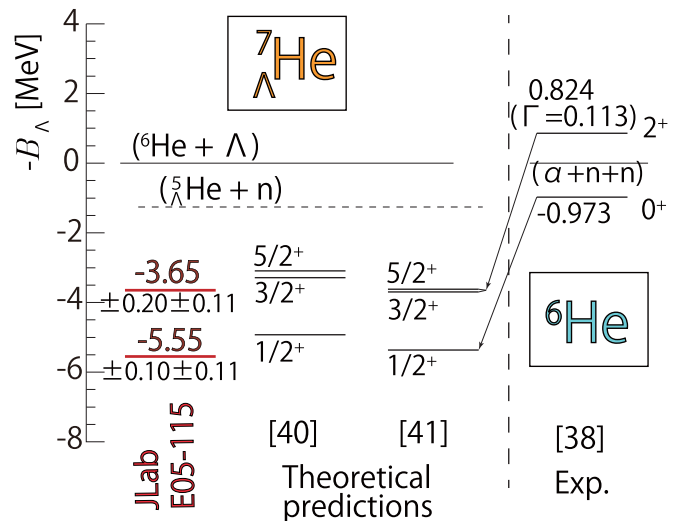 4
2
0
-2
-4
-6
-8
-B Λ [MeV]
7
ΛHe
(⁶He + Λ)
(⁵ΛHe + n)
-3.65
±0.20±0.11
-5.55
±0.10±0.11
JLab
E05-115
5/2⁺
3/2⁺
1/2⁺
[40]
5/2⁺
3/2⁺
1/2⁺
[41]
Theoretical
predictions
0.824
(Γ=0.113)
2⁺
(α+n+n)
-0.973
0⁺
⁶He
[38]
Exp.